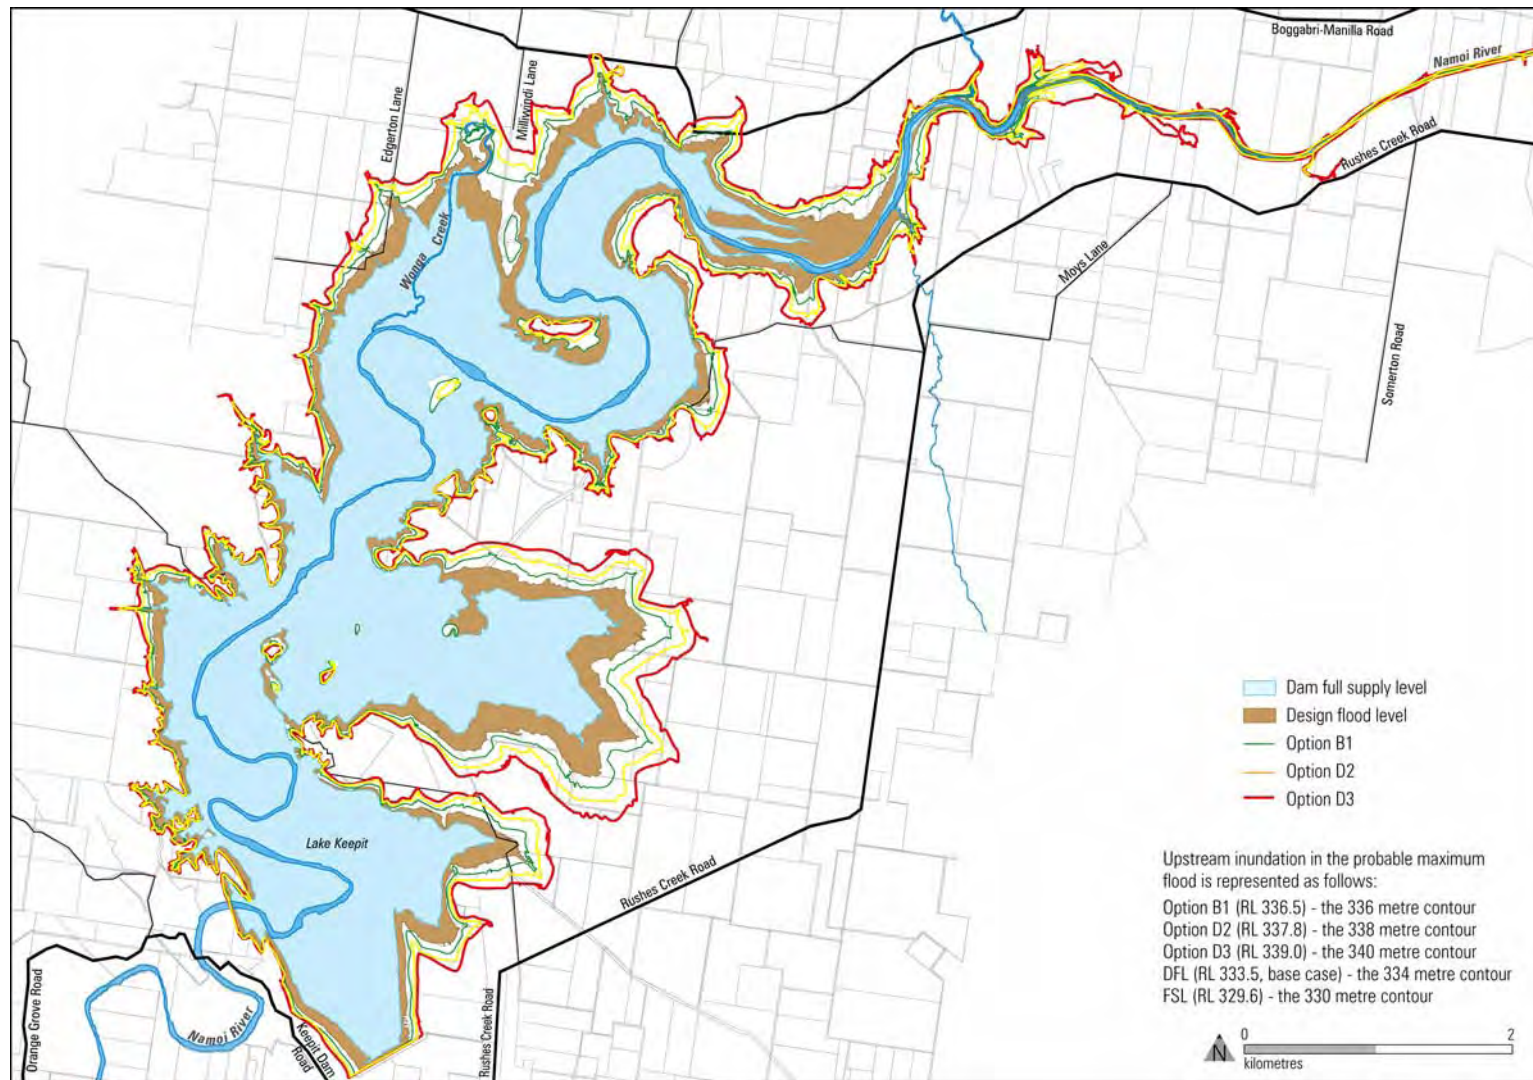 Boggabri-Manilla Road
Namoi River
Edgerton Lane
Milliwindi Lane
Rushes Creek Road
Wonga Creek
Moys Lane
Somerton Road
Dam full supply level
Design flood level
Option B1
Option D2
Option D3
Lake Keepit
Rushes Creek Road
Upstream inundation in the probable maximum
flood is represented as follows:
Option B1 (RL 336.5) - the 336 metre contour
Option D2 (RL 337.8) - the 338 metre contour
Option D3 (RL 339.0) - the 340 metre contour
DFL (RL 333.5, base case) - the 334 metre contour
FSL (RL 329.6) - the 330 metre contour
Orange Grove Road
Namoi River
Keepit Dam
Road
Rushes Creek Road
N
0
2
kilometres